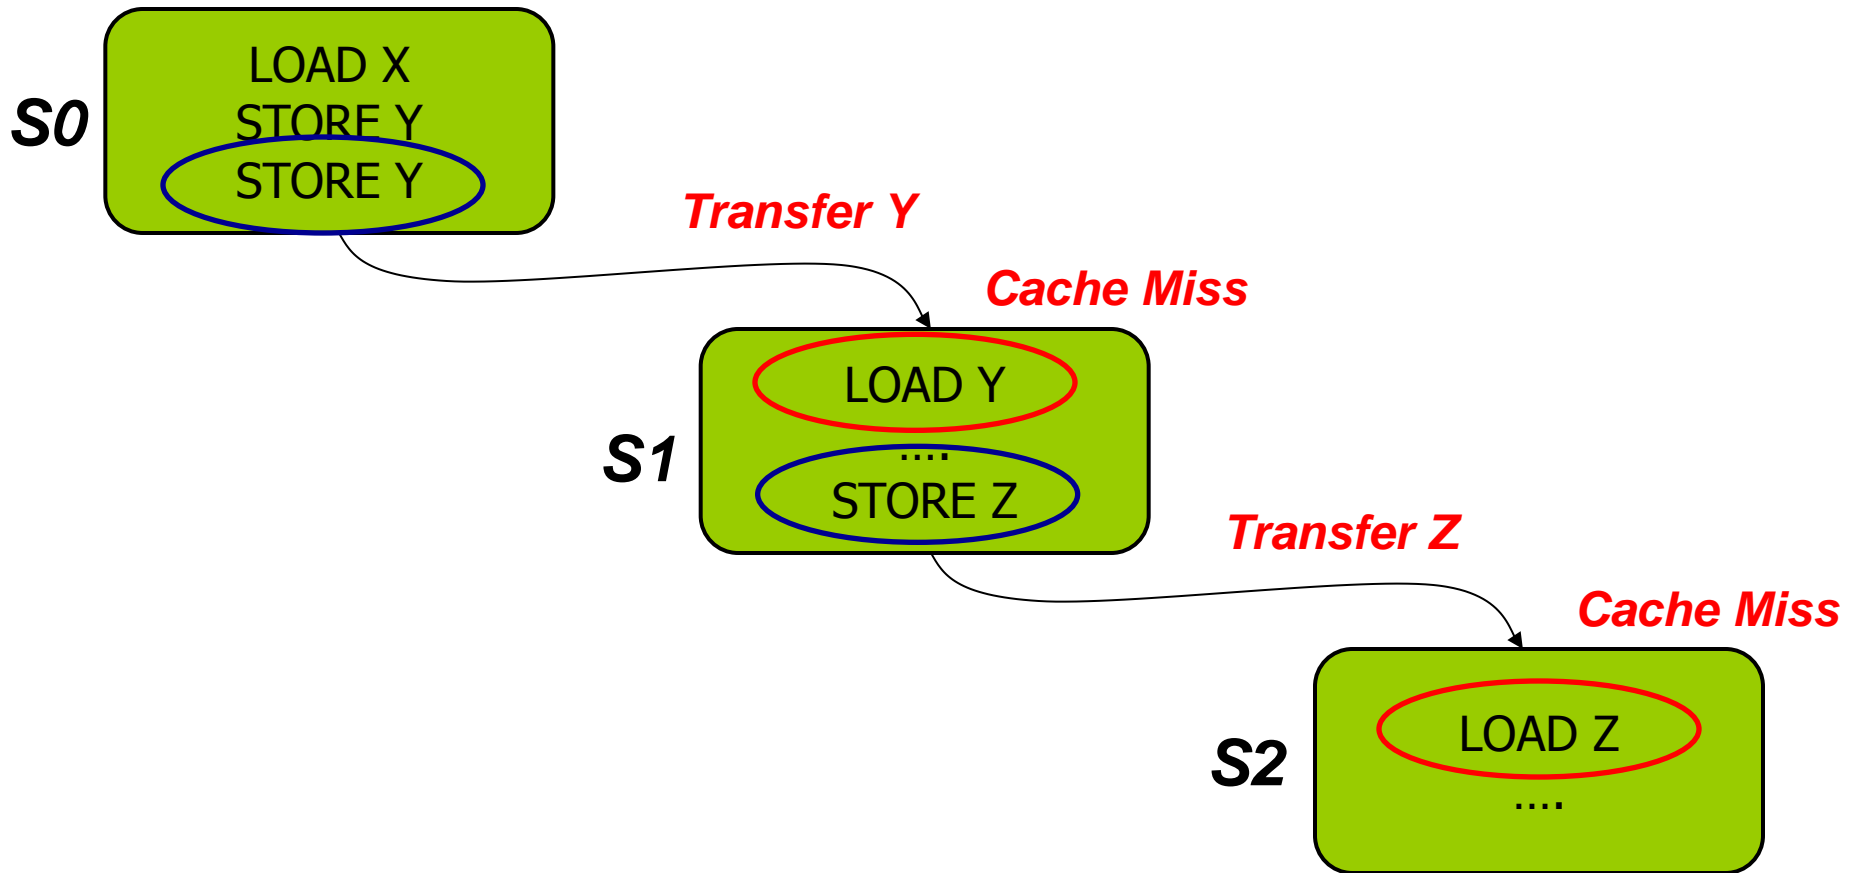 LOAD X
S0
STORE Y
STORE Y
Transfer Y
Cache Miss
LOAD Y
S1
....
STORE Z
Transfer Z
Cache Miss
LOAD Z
S2
....